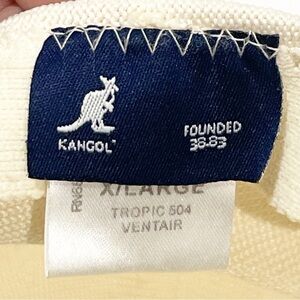 KANGOL
FOUNDED
38.83
X/LARGE
TROPIC 504
VENTAIR